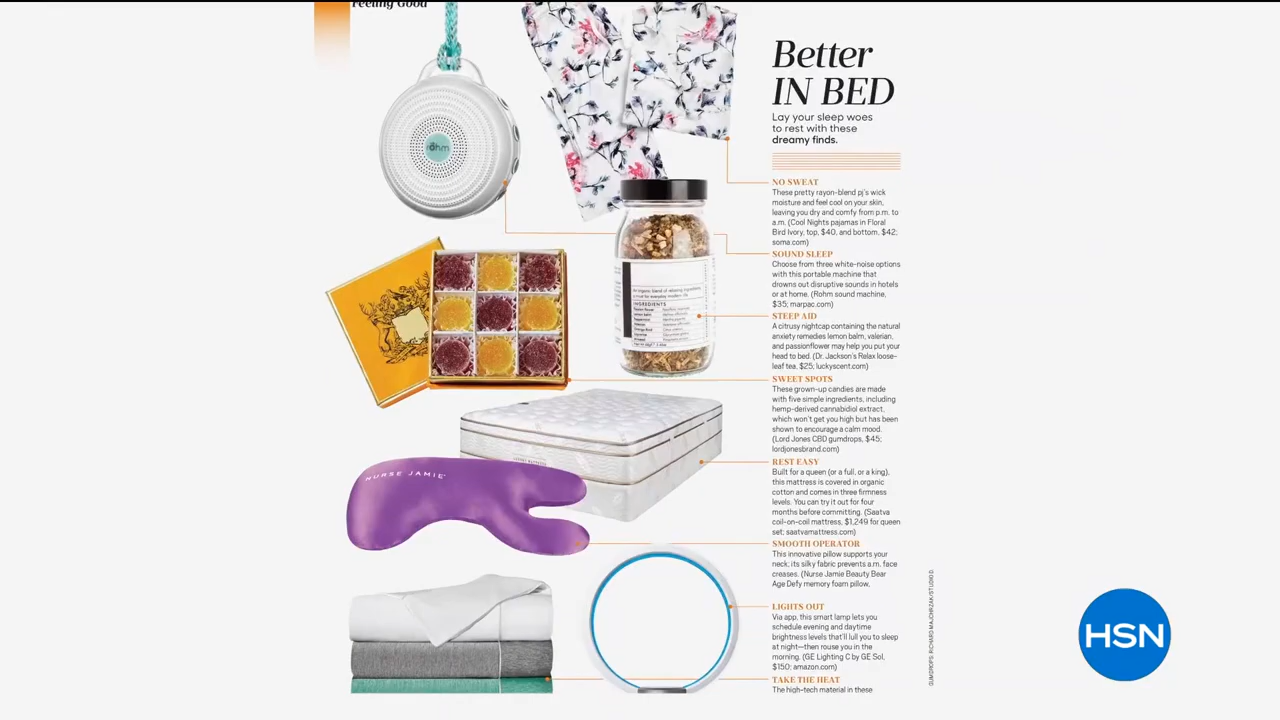 Feeling Good
Better
IN BED
Lay your sleep woes
to rest with these
dreamy finds.
NO SWEAT
These pretty rayon-blend pj's wick
moisture and feel cool on your skin,
leaving you dry and comfy from p.m. to
a.m. (Cool Nights pajamas in Floral
Bird Ivory, top, $40, and bottom, $42;
soma.com)
SOUND SLEEP
Choose from three white-noise options
with this portable machine that
drowns out disruptive sounds in hotels
or at home. (Rohm sound machine,
$35; marpac.com)
STEEP AID
A citrusy nightcap containing the natural
anxiety remedies lemon balm, valerian,
and passionflower may help you put your
head to bed. (Dr. Jackson's Relax loose-
leaf tea, $25; luckyscent.com)
SWEET SPOTS
These grown-up candies are made
with five simple ingredients, including
hemp-derived cannabidiol extract,
which won't get you high but has been
shown to encourage a calm mood.
(Lord Jones CBD gumdrops, $45;
lordjonesbrand.com)
REST EASY
Built for a queen (or a full, or a king),
this mattress is covered in organic
cotton and comes in three firmness
levels. You can try it out for four
months before committing. (Saatva
coil-on-coil mattress, $1,249 for queen
set; saatvamattress.com)
SMOOTH OPERATOR
This innovative pillow supports your
neck; its silky fabric prevents a.m. face
creases. (Nurse Jamie Beauty Bear
Age Defy memory foam pillow,
LIGHTS OUT
Via app, this smart lamp lets you
schedule evening and daytime
brightness levels that'll lull you to sleep
at night—then rouse you in the
morning. (GE Lighting C by GE Sol,
$150; amazon.com)
TAKE THE HEAT
The high-tech material in these
rohm
An organic blend of relaxing ingredients
INGREDIENTS
NURSE JAMIE
GUMDROPS: RICHARD MAJCHRZAK/STUDIO D.
HSN